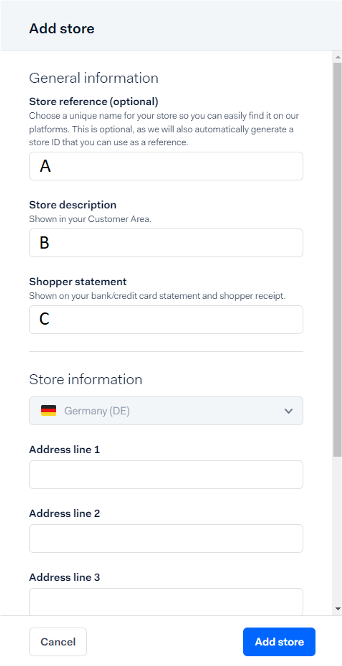 Add store
General information
Store reference (optional)
Choose a unique name for your store so you can easily find it on our
platforms. This is optional, as we will also automatically generate a
store ID that you can use as a reference.
A
Store description
Shown in your Customer Area.
B
Shopper statement
Shown on your bank/credit card statement and shopper receipt.
C
Store information
Germany (DE)
Address line 1
Address line 2
Address line 3
Cancel
Add store